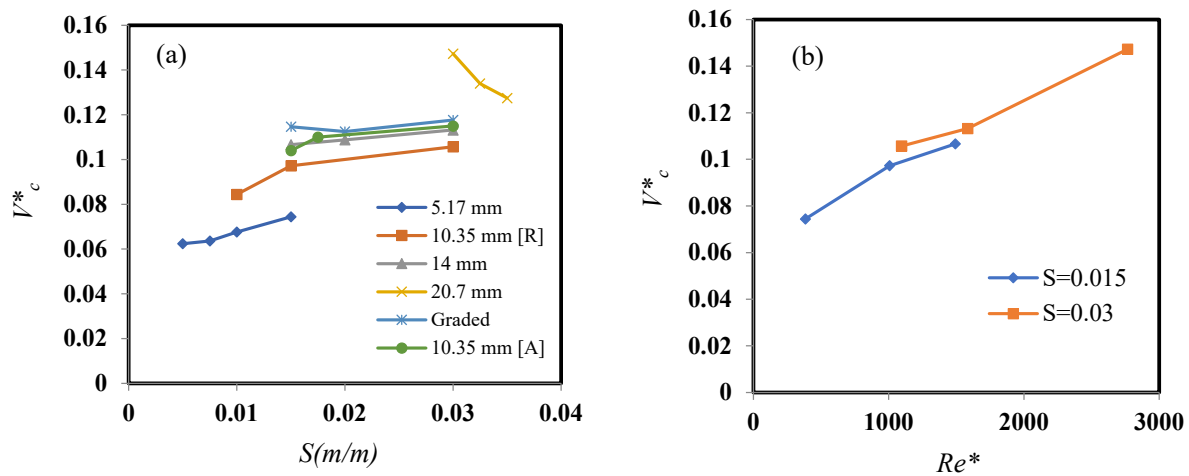 (a)
0.16
0.14
0.12
0.1
0.08
0.06
0.04
0.02
0
V*c
0
0.01
0.02
0.03
0.04
S(m/m)
5.17 mm
10.35 mm [R]
14 mm
20.7 mm
Graded
10.35 mm [A]
(b)
0.16
0.14
0.12
0.1
0.08
0.06
0.04
0.02
0
V*c
0
1000
2000
3000
Re*
S=0.015
S=0.03